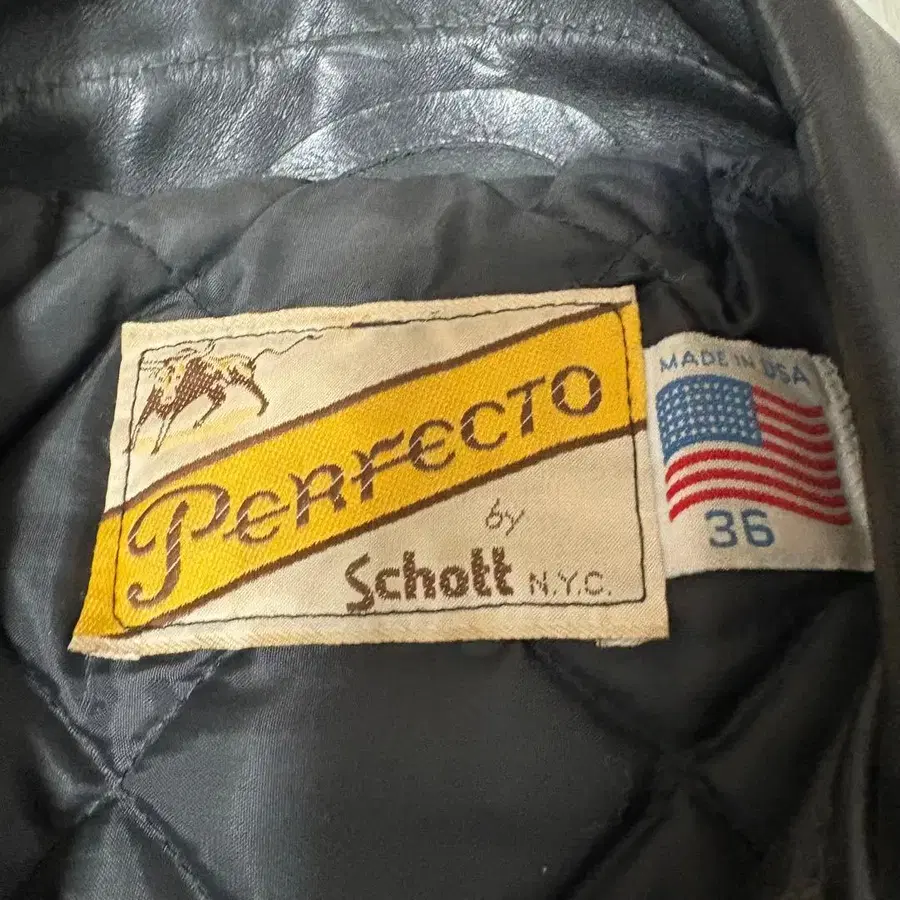 PERFECTO
by
Schott N.Y.C.
MADE IN USA
36